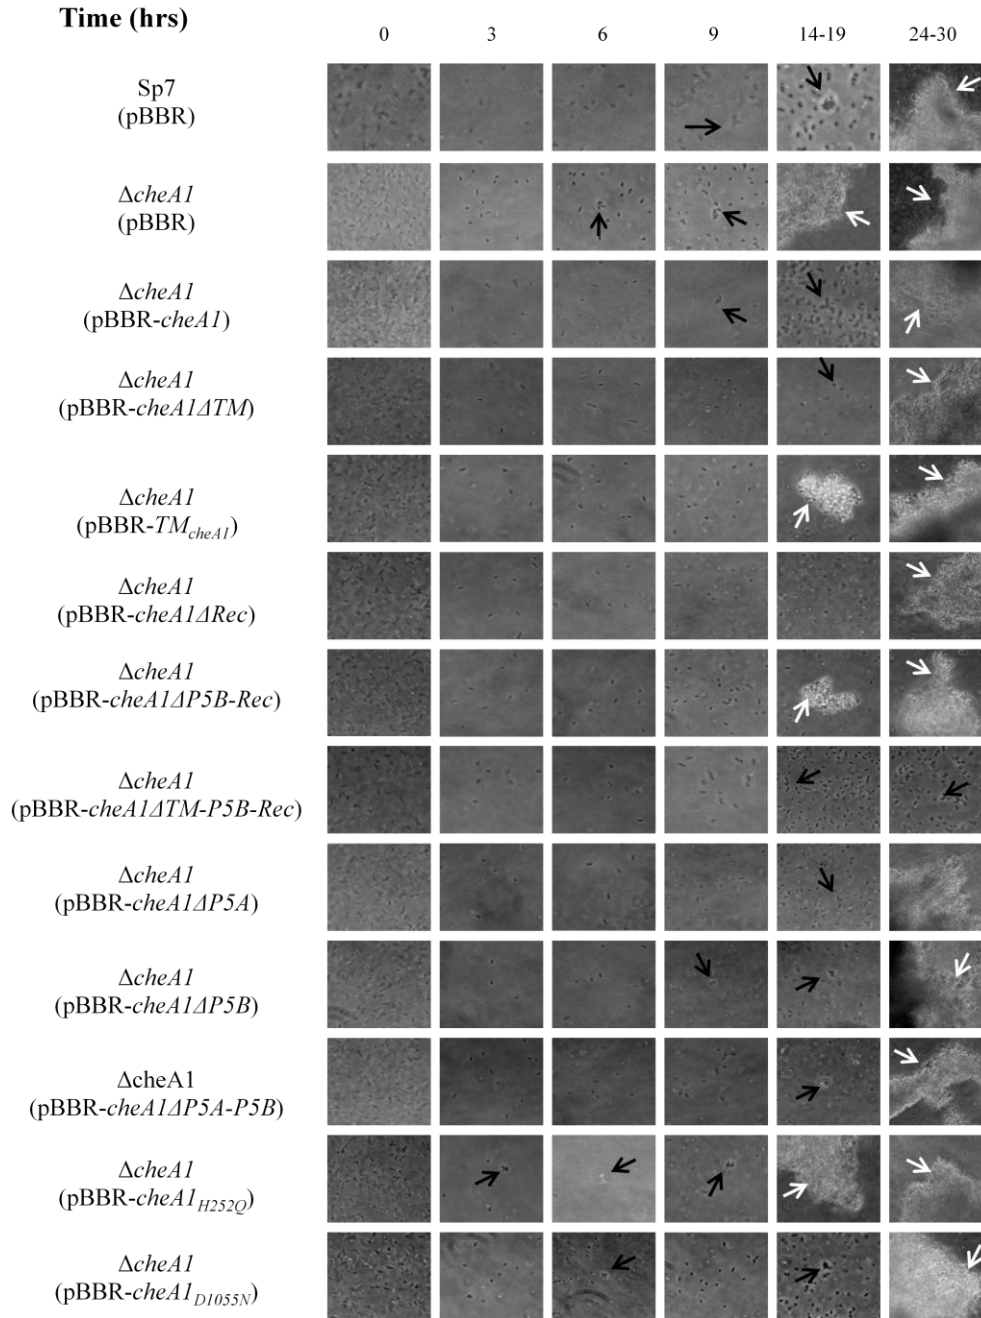 Time (hrs)
0 3 6 9 14-19 24-30
Sp7
(pBBR)
ΔcheA1
(pBBR)
ΔcheA1
(pBBR-cheA1)
ΔcheA1
(pBBR-cheA1ΔTM)
ΔcheA1
(pBBR-TMcheA1)
ΔcheA1
(pBBR-cheA1ΔRec)
ΔcheA1
(pBBR-cheA1ΔP5B-Rec)
ΔcheA1
(pBBR-cheA1ΔTM-P5B-Rec)
ΔcheA1
(pBBR-cheA1ΔP5A)
ΔcheA1
(pBBR-cheA1ΔP5B)
ΔcheA1
(pBBR-cheA1ΔP5A-P5B)
ΔcheA1
(pBBR-cheA1H252Q)
ΔcheA1
(pBBR-cheA1D1055N)